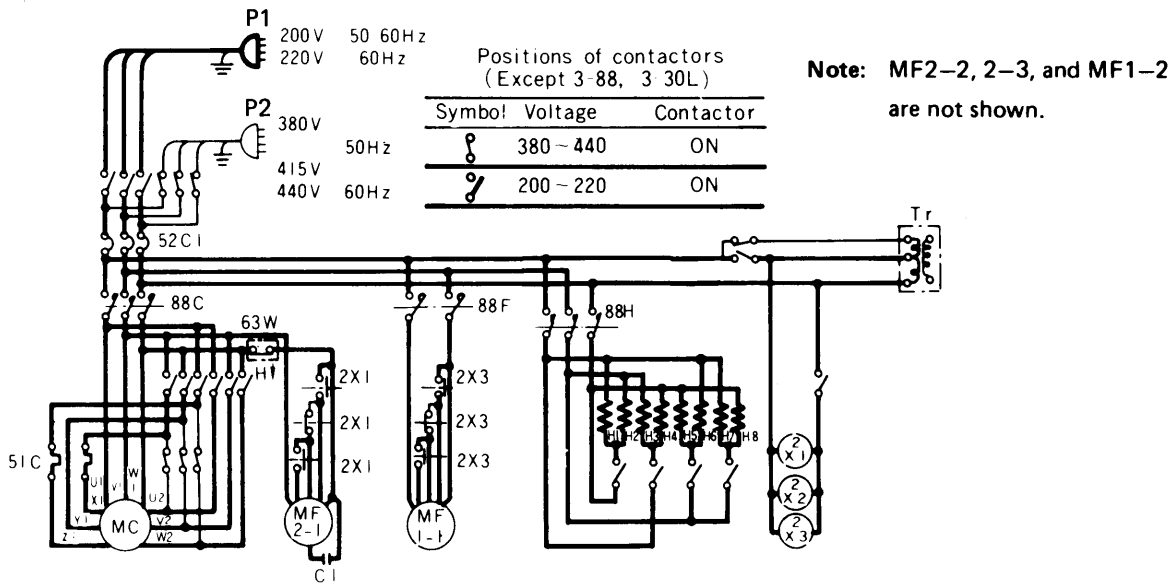 P1
200V 50 60Hz
220V 60Hz
P2
380V
50Hz
415V
440V 60Hz
Positions of contactors
(Except 3-88, 3 30L)
Symbol Voltage Contactor
380~440 ON
200~220 ON
Note: MF2-2, 2-3, and MF1-2
are not shown.
Tr
52C1
88C
63W
H
88F
88H
2X1
2X1
2X1
2X3
2X3
2X3
H1 H2 H3 H4 H5 H6 H7 H8
51C
U1
X1
V1
W1
U2
Y1
V2
Z
W2
MC
MF
2-1
C1
MF
1-1
2
X1
2
X2
2
X3